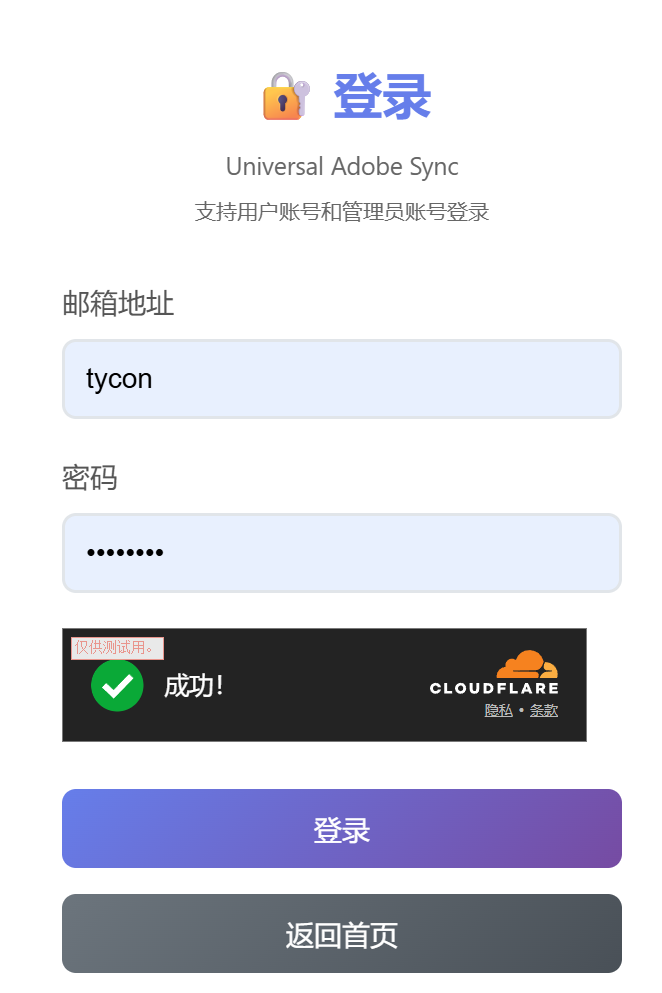 登录
Universal Adobe Sync
支持用户账号和管理员账号登录
邮箱地址
tycon
密码
••••••••
仅供测试用。
成功!
CLOUDFLARE
隐私 • 条款
登录
返回首页